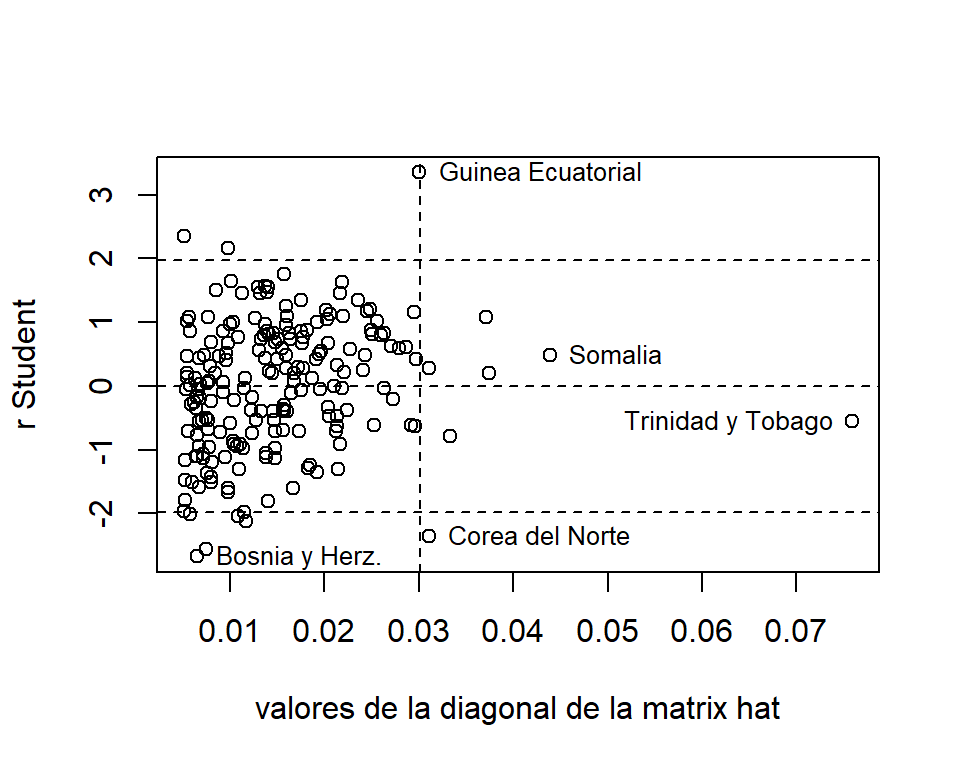 Guinea Ecuatorial
3
2
1
Somalia
0
Trinidad y Tobago
-1
-2
Corea del Norte
Bosnia y Herz.
r Student
0.01 0.02 0.03 0.04 0.05 0.06 0.07
valores de la diagonal de la matrix hat